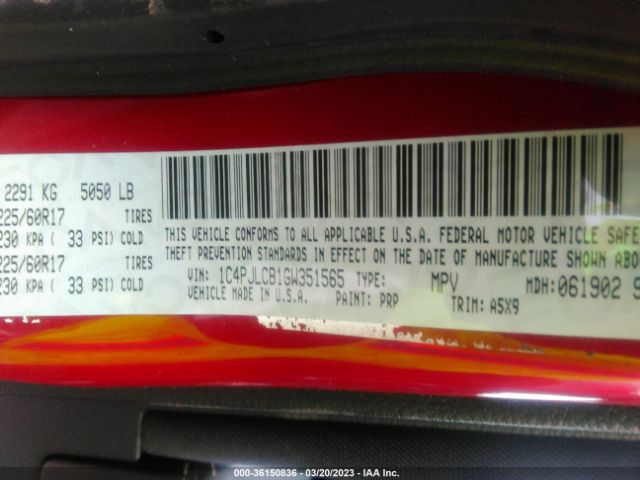 2291 KG 5050 LB
225/60R17 TIRES
230 KPA ( 33 PSI) COLD
225/60R17 TIRES
230 KPA ( 33 PSI) COLD
THIS VEHICLE CONFORMS TO ALL APPLICABLE U.S.A. FEDERAL MOTOR VEHICLE SAFE
THEFT PREVENTION STANDARDS IN EFFECT ON THE DATE OF MANUFACTURE SHOWN ABO
VIN: 1C4PJLCB1GW351565 TYPE: MPV MDH: 061902 9
VEHICLE MADE IN U.S.A. PAINT: PRP TRIM: A5X9
000-36150836 - 03/20/2023 - IAA Inc.